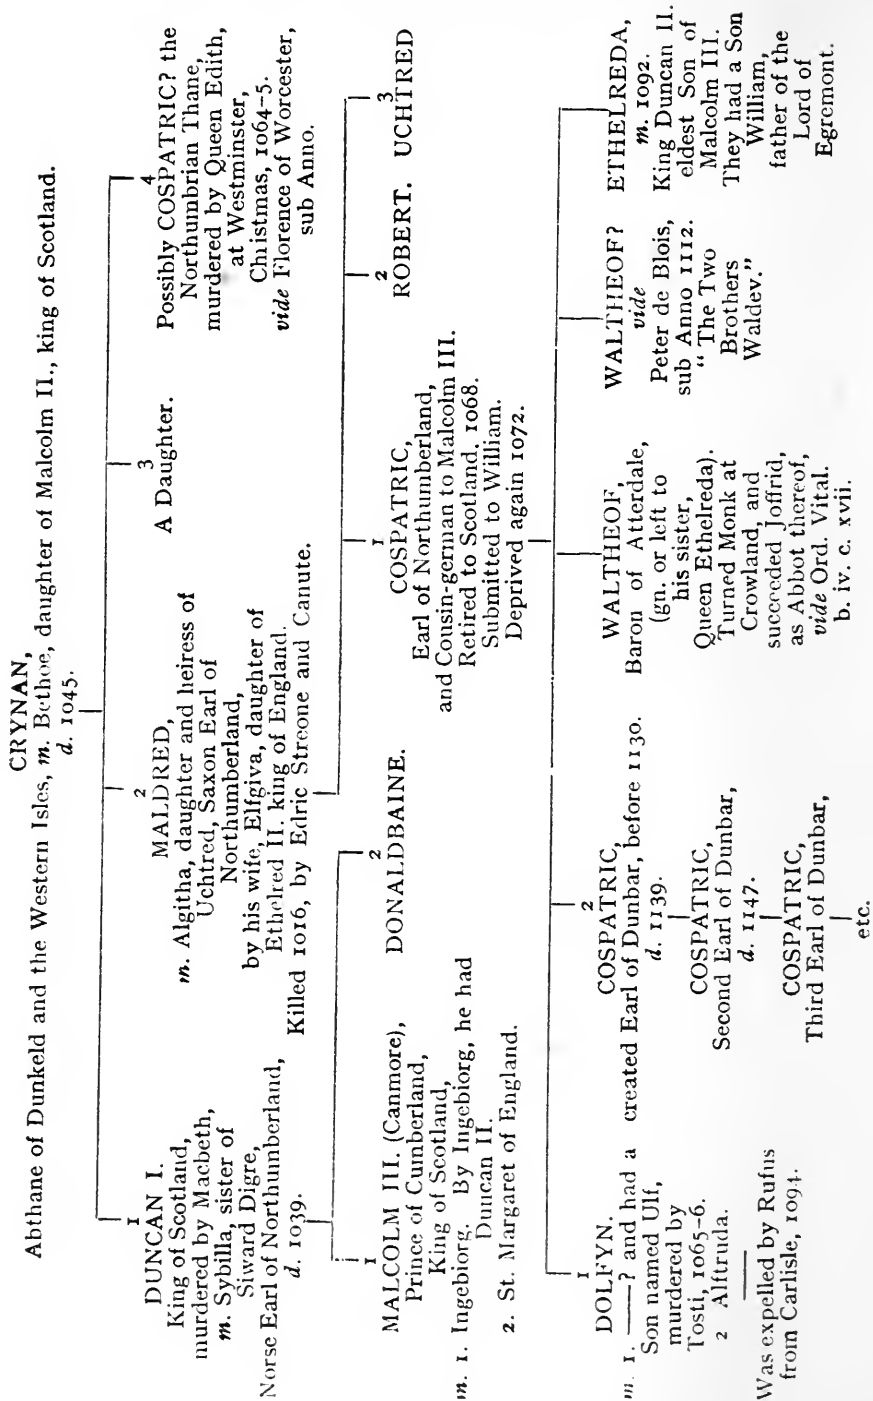 CRYNAN,
Abthane of Dunkeld and the Western Isles, m. Bethoe, daughter of Malcolm II., king of Scotland.
d. 1045.
1
DUNCAN I.
King of Scotland,
murdered by Macbeth,
m. Sybilla, sister of
Siward Digre,
Norse Earl of Northumberland,
d. 1039.
2
MALDRED,
m. Algitha, daughter and heiress of
Uchtred, Saxon Earl of
Northumberland,
by his wife, Elfgiva, daughter of
Ethelred II. king of England.
Killed 1016, by Edric Streone and Canute.
3
A Daughter.
4
Possibly COSPATRIC? the
Northumbrian Thane,
murdered by Queen Edith,
at Westminster,
Christmas, 1064-5.
vide Florence of Worcester,
sub Anno.
1
MALCOLM III. (Canmore),
Prince of Cumberland,
King of Scotland,
m. 1. Ingebiorg. By Ingebiorg, he had
Duncan II.
2. St. Margaret of England.
2
DONALDBAINE.
1
COSPATRIC,
Earl of Northumberland,
and Cousin-german to Malcolm III.
Retired to Scotland, 1068.
Submitted to William.
Deprived again 1072.
2
ROBERT.
3
UCHTRED
1
DOLFYN.
m. 1. ——? and had a
Son named Ulf,
murdered by
Tosti, 1065-6.
2 Alftruda.
——
Was expelled by Rufus
from Carlisle, 1094.
2
COSPATRIC,
created Earl of Dunbar, before 1130.
d. 1139.
COSPATRIC,
Second Earl of Dunbar,
d. 1147.
COSPATRIC,
Third Earl of Dunbar,
etc.
WALTHEOF,
Baron of Atterdale,
(gn. or left to
his sister,
Queen Ethelreda).
Turned Monk at
Crowland, and
succeeded Joffrid,
as Abbot thereof,
vide Ord. Vital.
b. iv. c. xvii.
WALTHEOF?
vide
Peter de Blois,
sub Anno 1112.
"The Two
Brothers
Waldev."
ETHELREDA,
m. 1092.
King Duncan II.
eldest Son of
Malcolm III.
They had a Son
William,
father of the
Lord of
Egremont.